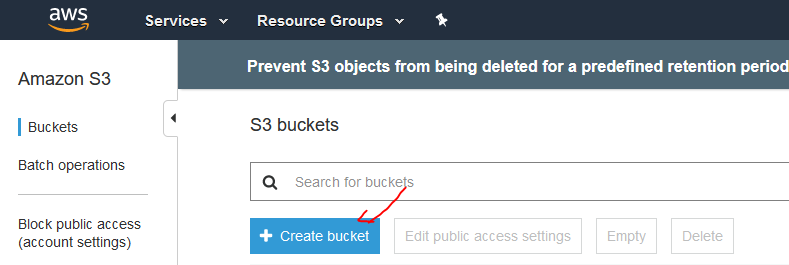 aws
Services
Resource Groups
Amazon S3
Buckets
Batch operations
Block public access
(account settings)
Prevent S3 objects from being deleted for a predefined retention period
S3 buckets
Search for buckets
+ Create bucket
Edit public access settings
Empty
Delete